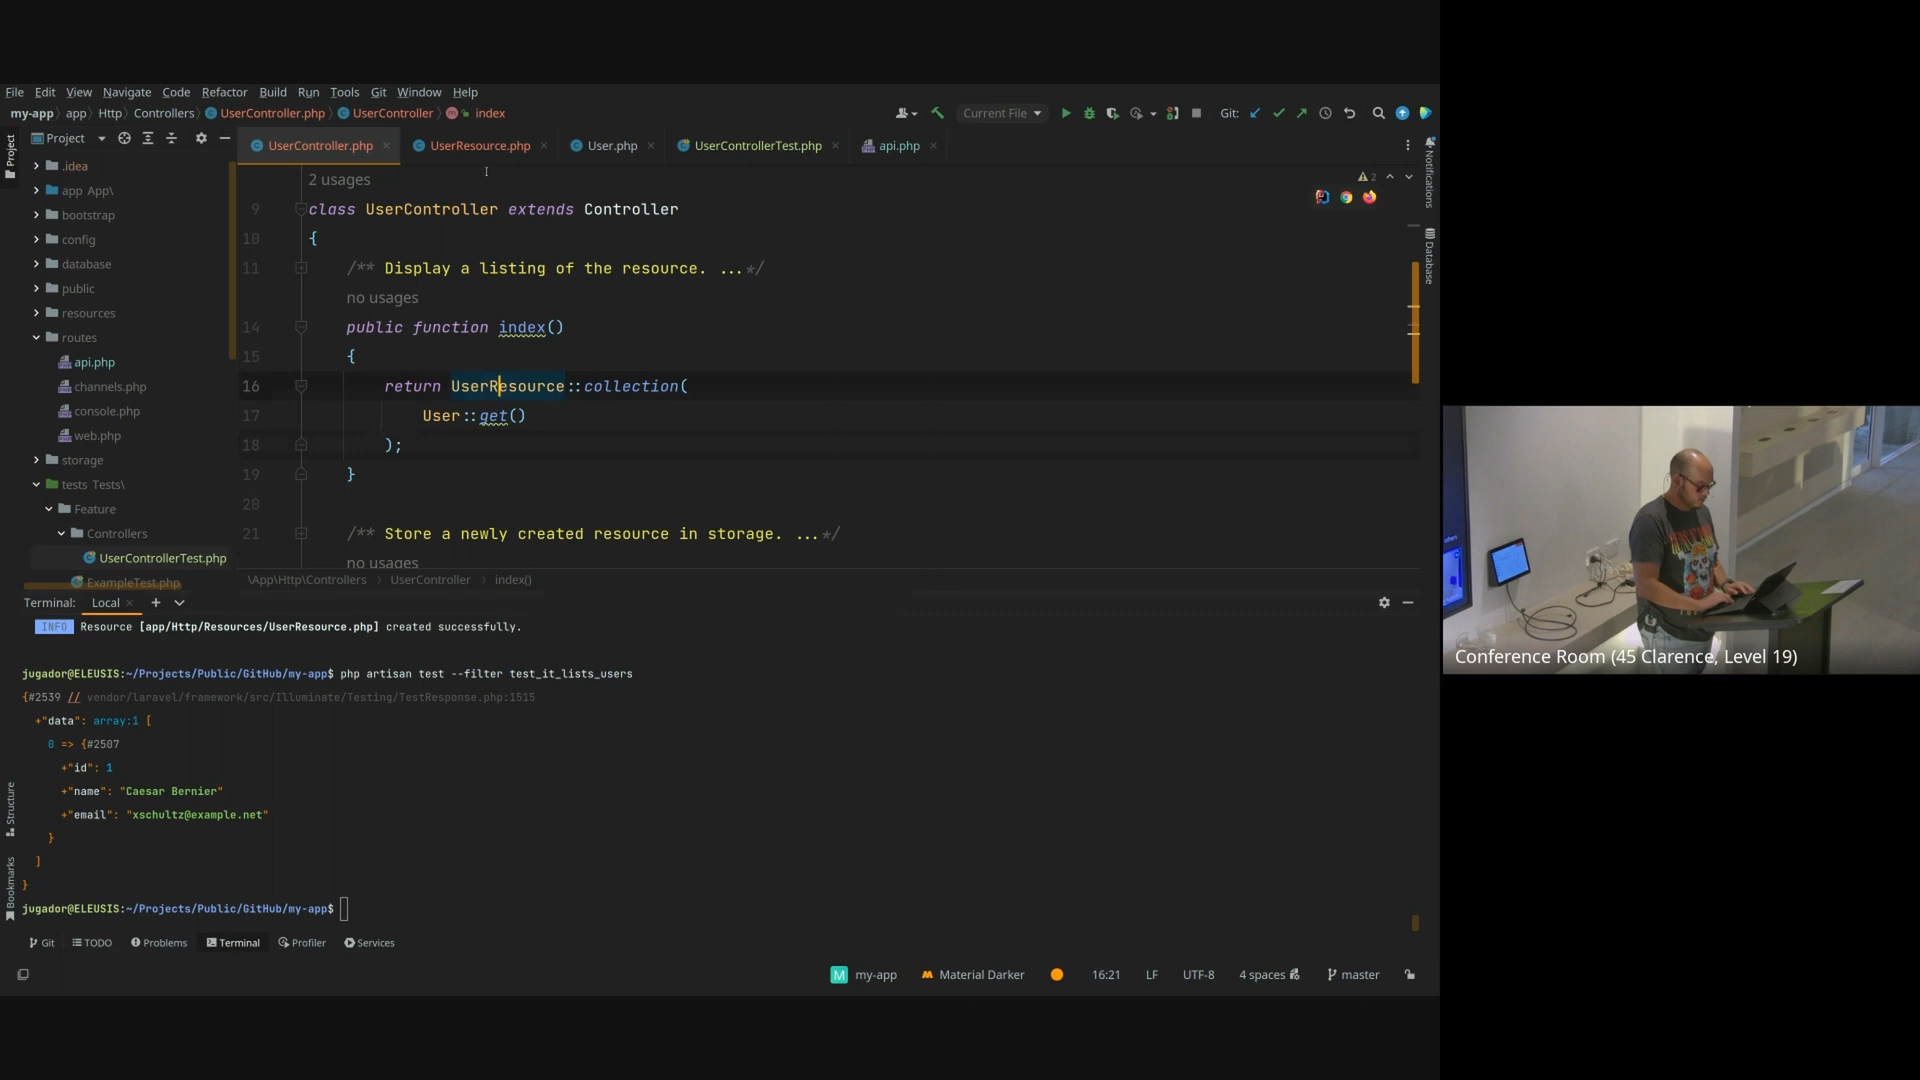 File Edit View Navigate Code Refactor Build Run Tools Git Window Help
my-app app Http Controllers UserController.php UserController index
Current File Git:
Project
UserController.php UserResource.php User.php UserControllerTest.php api.php
.idea
app App\
bootstrap
config
database
public
resources
routes
api.php
channels.php
console.php
web.php
storage
tests Tests\
Feature
Controllers
UserControllerTest.php
ExampleTest.php
2 usages
9 class UserController extends Controller
10 {
11 /** Display a listing of the resource. ...*/
no usages
14 public function index()
15 {
16 return UserResource::collection(
17 User::get()
18 );
19 }
20
21 /** Store a newly created resource in storage. ...*/
no usages
2
\App\Http\Controllers UserController index()
Project
Structure
Bookmarks
Notifications
Database
Terminal: Local
INFO Resource [app/Http/Resources/UserResource.php] created successfully.
jugador@ELEUSIS:~/Projects/Public/GitHub/my-app$ php artisan test --filter test_it_lists_users
{#2539 // vendor/laravel/framework/src/Illuminate/Testing/TestResponse.php:1515
+"data": array:1 [
0 => {#2507
+"id": 1
+"name": "Caesar Bernier"
+"email": "xschultz@example.net"
}
]
}
jugador@ELEUSIS:~/Projects/Public/GitHub/my-app$
Git TODO Problems Terminal Profiler Services
M my-app Material Darker 16:21 LF UTF-8 4 spaces master
Conference Room (45 Clarence, Level 19)